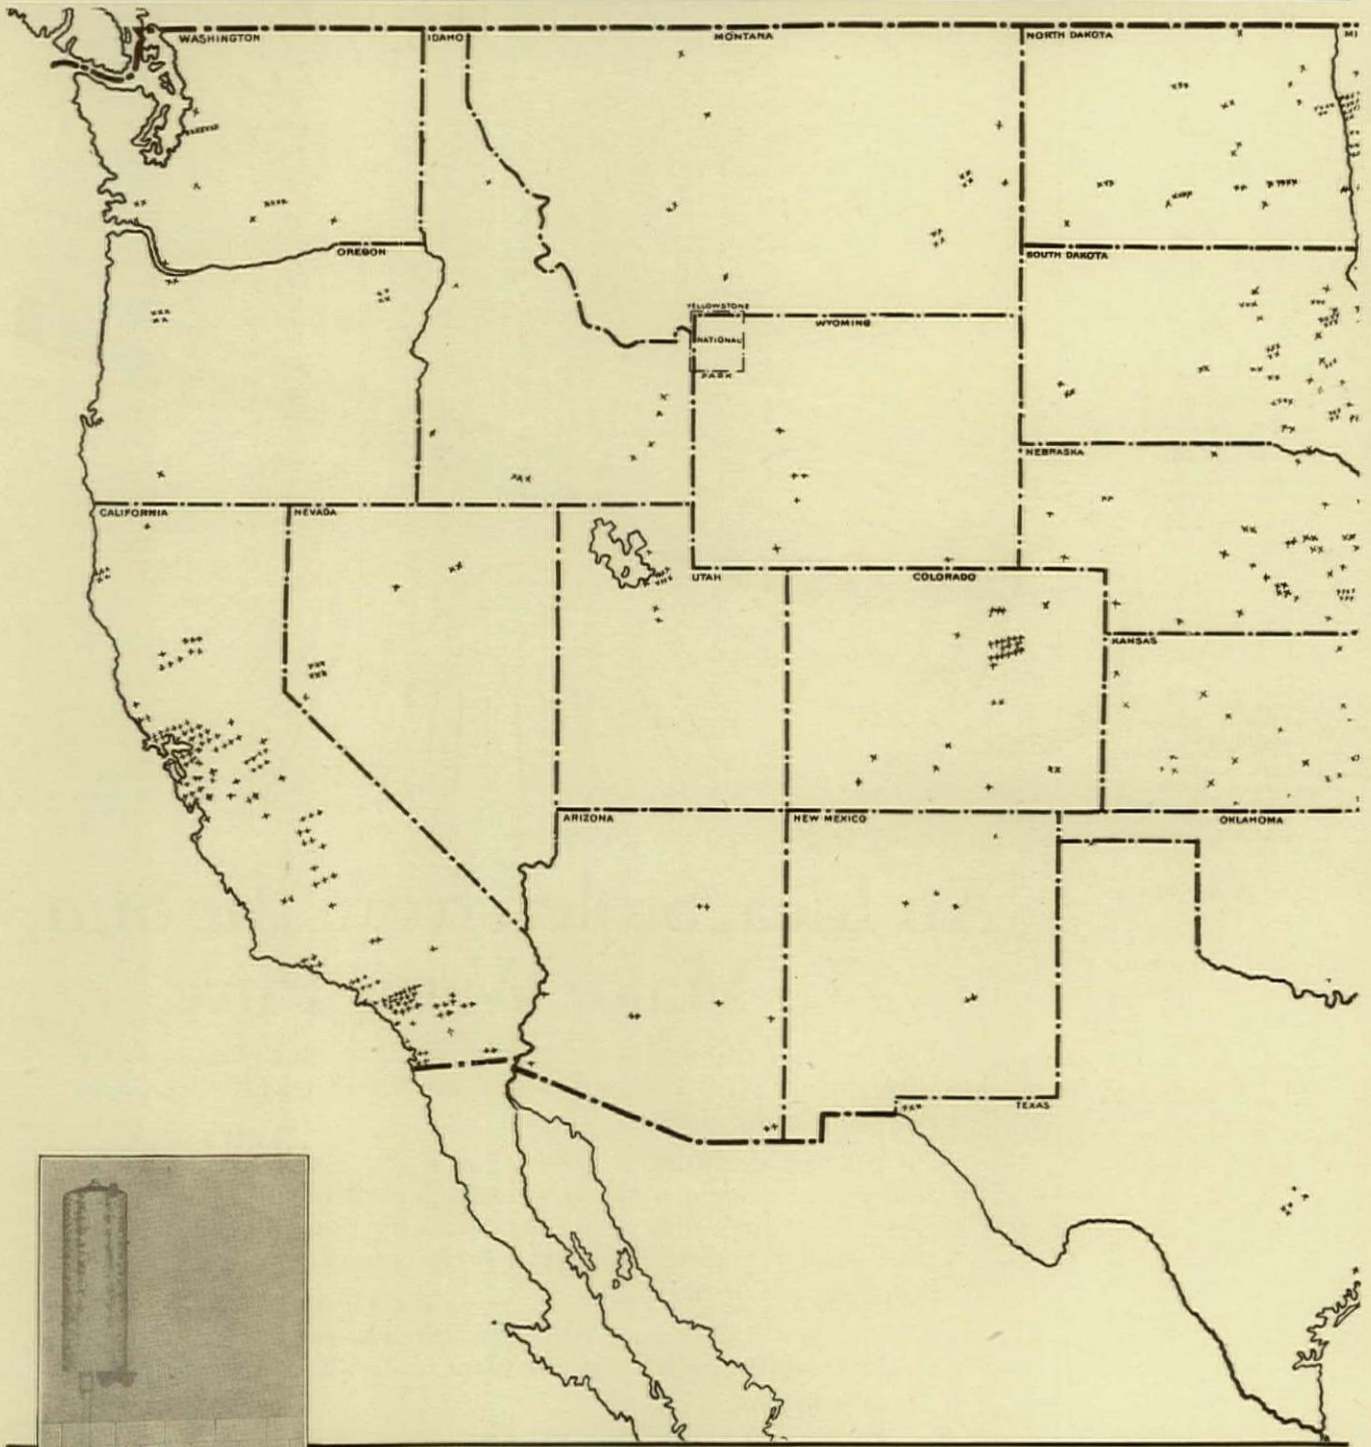 WASHINGTON
IDAHO
MONTANA
NORTH DAKOTA
MI
OREGON
SOUTH DAKOTA
YELLOWSTONE
NATIONAL
PARK
WYOMING
NEBRASKA
CALIFORNIA
NEVADA
UTAH
COLORADO
KANSAS
ARIZONA
NEW MEXICO
OKLAHOMA
TEXAS